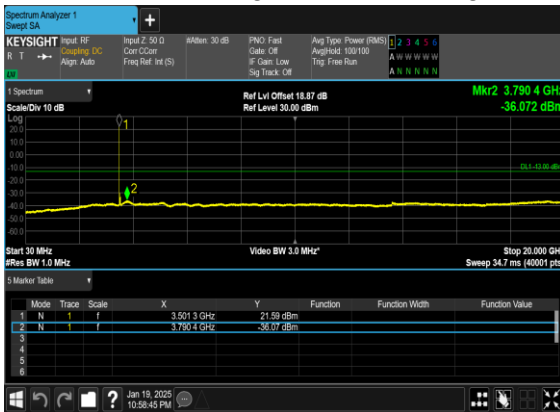 Spectrum Analyzer 1
Swept SA
+
KEYSIGHT Input: RF Input Z: 50 Ω #Atten: 30 dB PNO: Fast Avg Type: Power (RMS) 1 2 3 4 5 6
R T Coupling: DC Corr CCorr Gate: Off Avg|Hold: 100/100 A W W W W W
Align: Auto Freq Ref: Int (S) IF Gain: Low Trig: Free Run
Sig Track: Off A N N N N N
1 Spectrum Ref Lvl Offset 18.87 dB Mkr2 3.790 4 GHz
Scale/Div 10 dB Ref Level 30.00 dBm -36.072 dBm
Log
20.0
10.0
0.00
-10.0
-20.0
-30.0
-40.0
-50.0
-60.0
1
2
DL1 -13.00 dBm
Start 30 MHz Video BW 3.0 MHz* Stop 20.000 GH
#Res BW 1.0 MHz Sweep 34.7 ms (40001 pts
5 Marker Table
Mode Trace Scale X Y Function Function Width Function Value
1 N 1 f 3.501 3 GHz 21.59 dBm
2 N 1 f 3.790 4 GHz -36.07 dBm
3
4
5
6
? Jan 19, 2025
10:58:45 PM